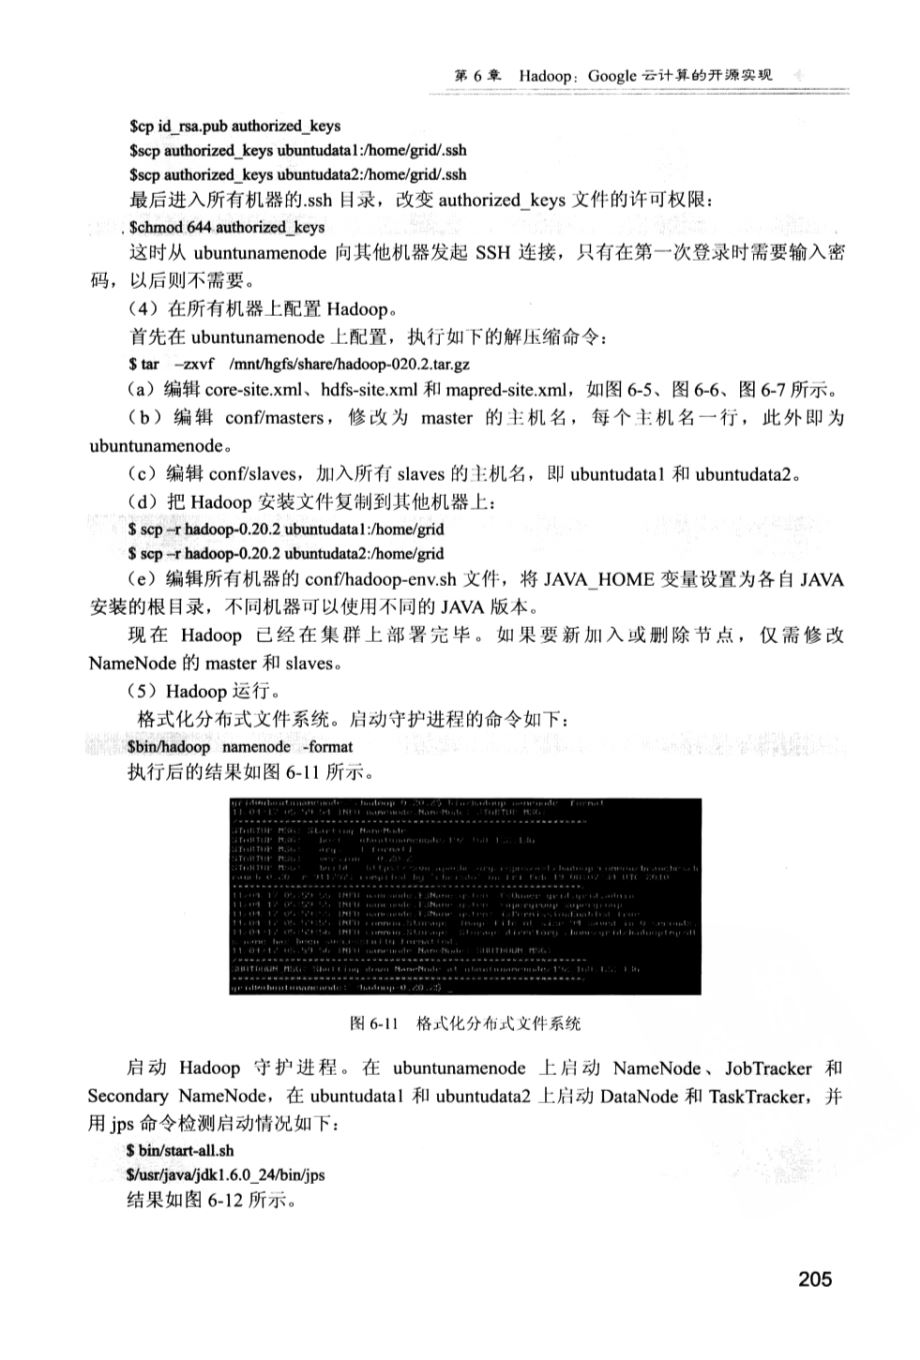 第 6 章 Hadoop：Google 云计算的开源实现
$cp id_rsa.pub authorized_keys
$scp authorized_keys ubuntudata1:/home/grid/.ssh
$scp authorized_keys ubuntudata2:/home/grid/.ssh
最后进入所有机器的.ssh 目录，改变 authorized_keys 文件的许可权限：
$chmod 644 authorized_keys
这时从 ubuntunamenode 向其他机器发起 SSH 连接，只有在第一次登录时需要输入密
码，以后则不需要。
（4）在所有机器上配置 Hadoop。
首先在 ubuntunamenode 上配置，执行如下的解压缩命令：
$ tar –zxvf /mnt/hgfs/share/hadoop-020.2.tar.gz
（a）编辑 core-site.xml、hdfs-site.xml 和 mapred-site.xml，如图 6-5、图 6-6、图 6-7 所示。
（b）编辑 conf/masters，修改为 master 的主机名，每个主机名一行，此外即为
ubuntunamenode。
（c）编辑 conf/slaves，加入所有 slaves 的主机名，即 ubuntudata1 和 ubuntudata2。
（d）把 Hadoop 安装文件复制到其他机器上：
$ scp –r hadoop-0.20.2 ubuntudata1:/home/grid
$ scp –r hadoop-0.20.2 ubuntudata2:/home/grid
（e）编辑所有机器的 conf/hadoop-env.sh 文件，将 JAVA_HOME 变量设置为各自 JAVA
安装的根目录，不同机器可以使用不同的 JAVA 版本。
现在 Hadoop 已经在集群上部署完毕。如果要新加入或删除节点，仅需修改
NameNode 的 master 和 slaves。
（5）Hadoop 运行。
格式化分布式文件系统。启动守护进程的命令如下：
$bin/hadoop namenode -format
执行后的结果如图 6-11 所示。
图 6-11 格式化分布式文件系统
启动 Hadoop 守护进程。在 ubuntunamenode 上启动 NameNode、JobTracker 和
Secondary NameNode，在 ubuntudata1 和 ubuntudata2 上启动 DataNode 和 TaskTracker，并
用 jps 命令检测启动情况如下：
$ bin/start-all.sh
$/usr/java/jdk1.6.0_24/bin/jps
结果如图 6-12 所示。
205